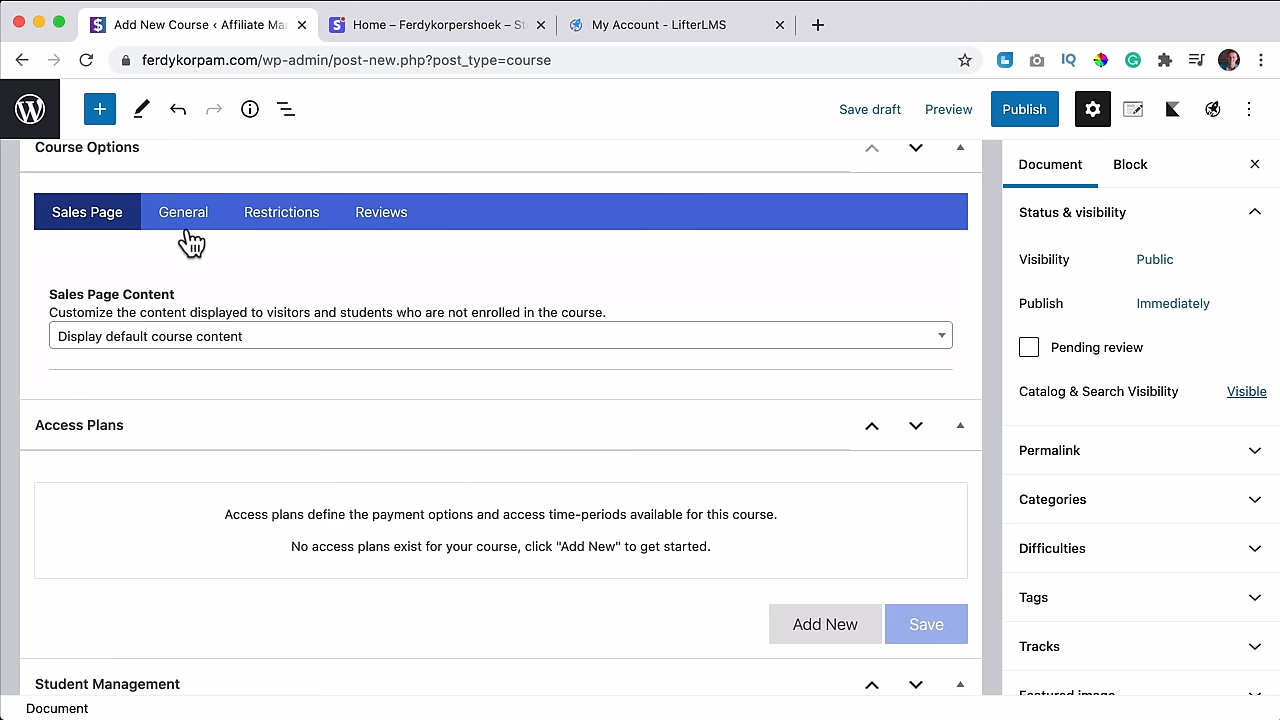 Add New Course ‹ Affiliate Ma
Home – Ferdykorpershoek – St
My Account - LifterLMS
ferdykorpam.com/wp-admin/post-new.php?post_type=course
IQ
Save draft
Preview
Publish
Course Options
Document
Block
Sales Page
General
Restrictions
Reviews
Status & visibility
Visibility
Public
Sales Page Content
Customize the content displayed to visitors and students who are not enrolled in the course.
Display default course content
Publish
Immediately
Pending review
Catalog & Search Visibility
Visible
Access Plans
Permalink
Categories
Access plans define the payment options and access time-periods available for this course.
No access plans exist for your course, click "Add New" to get started.
Difficulties
Tags
Add New
Save
Tracks
Student Management
Featured image
Document